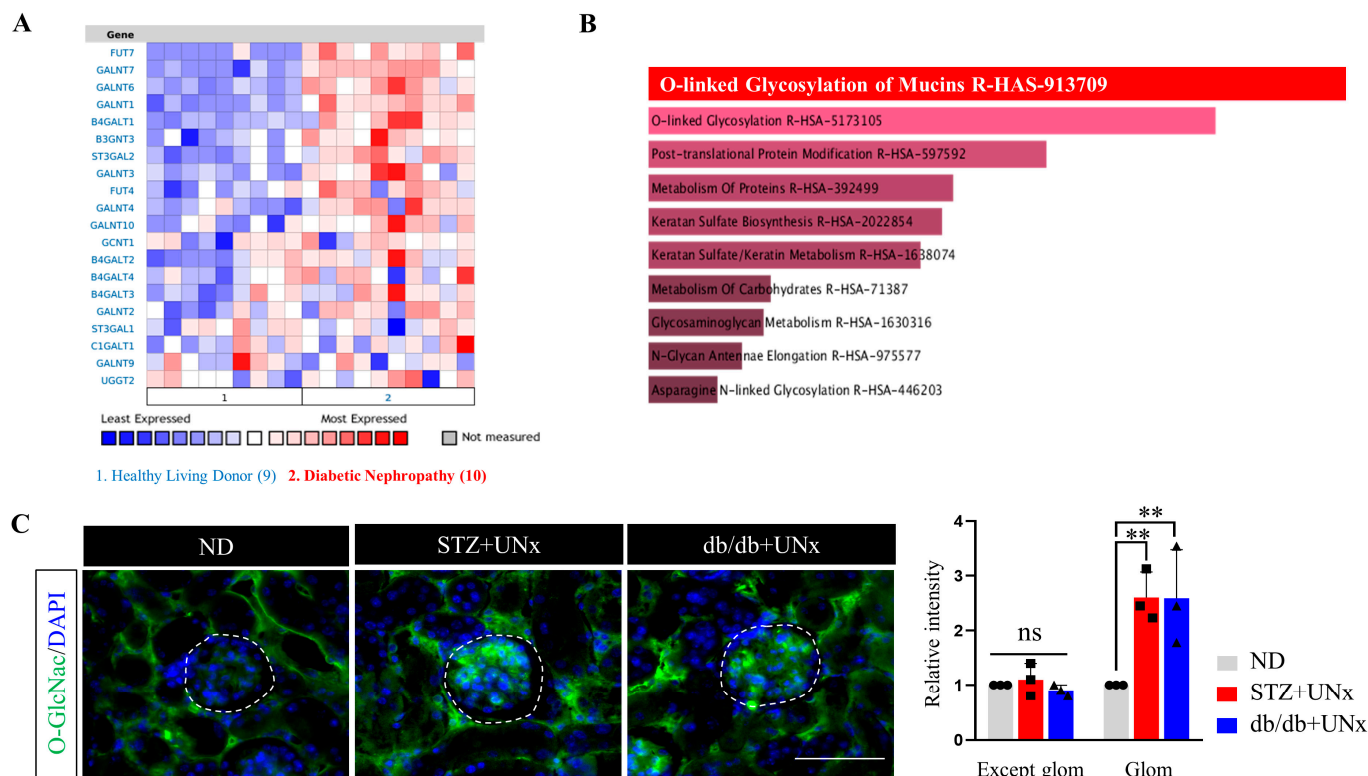 A
Gene
FUT7
GALNT7
GALNT6
GALNT1
B4GALT1
B3GNT3
ST3GAL2
GALNT3
FUT4
GALNT4
GALNT10
GCNT1
B4GALT2
B4GALT4
B4GALT3
GALNT2
ST3GAL1
C1GALT1
GALNT9
UGGT2
1 2
Least Expressed Most Expressed
Not measured
1. Healthy Living Donor (9) 2. Diabetic Nephropathy (10)
B
O-linked Glycosylation of Mucins R-HAS-913709
O-linked Glycosylation R-HSA-5173105
Post-translational Protein Modification R-HSA-597592
Metabolism Of Proteins R-HSA-392499
Keratan Sulfate Biosynthesis R-HSA-2022854
Keratan Sulfate/Keratin Metabolism R-HSA-1638074
Metabolism Of Carbohydrates R-HSA-71387
Glycosaminoglycan Metabolism R-HSA-1630316
N-Glycan Antennae Elongation R-HSA-975577
Asparagine N-linked Glycosylation R-HSA-446203
C
ND STZ+UNx db/db+UNx
O-GlcNac/DAPI
Relative intensity
4
3
2
1
0
ns
**
**
Except glom Glom
ND
STZ+UNx
db/db+UNx